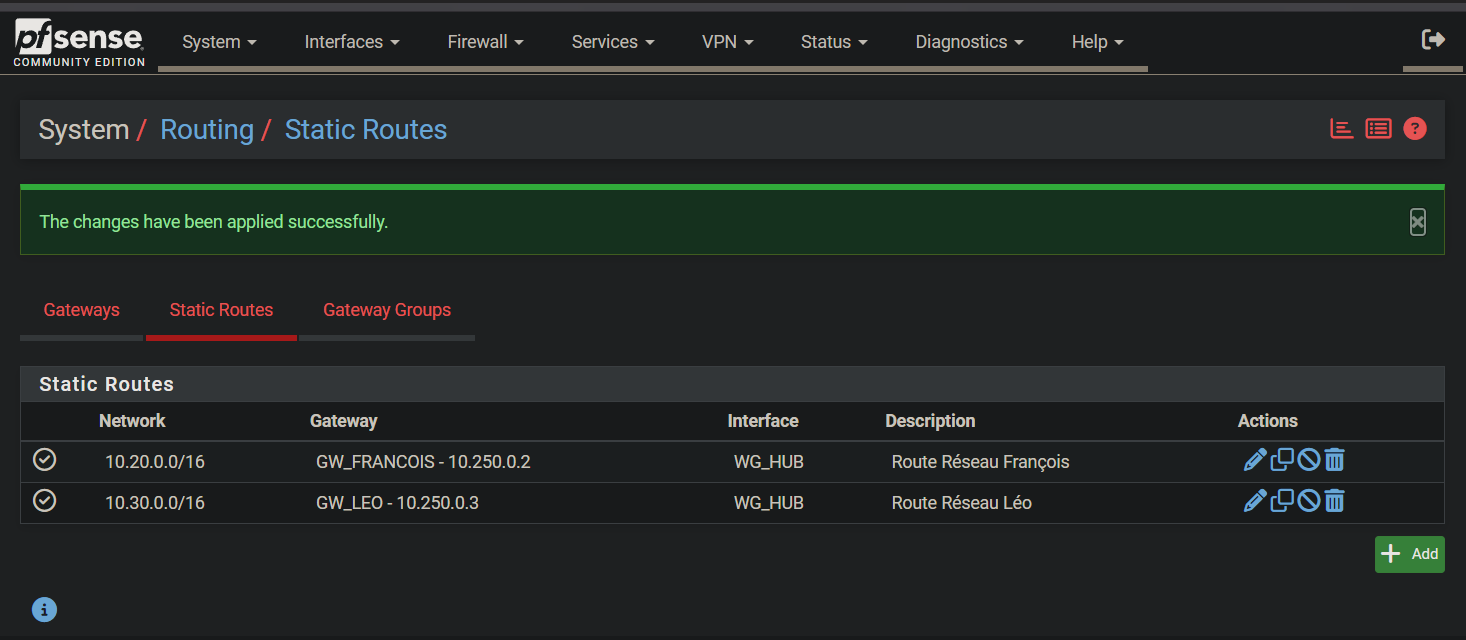 pfsense System Interfaces Firewall Services VPN Status Diagnostics Help
COMMUNITY EDITION
System / Routing / Static Routes
The changes have been applied successfully.
Gateways Static Routes Gateway Groups
Static Routes
Network Gateway Interface Description Actions
10.20.0.0/16 GW_FRANCOIS - 10.250.0.2 WG_HUB Route Réseau François
10.30.0.0/16 GW_LEO - 10.250.0.3 WG_HUB Route Réseau Léo
Add